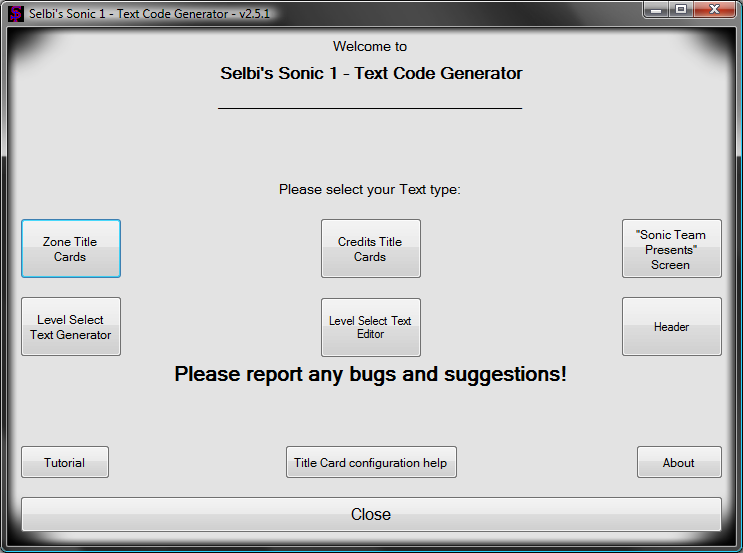 Selbi's Sonic 1 - Text Code Generator - v2.5.1
Welcome to
Selbi's Sonic 1 - Text Code Generator
Please select your Text type:
Zone Title
Cards
Credits Title
Cards
"Sonic Team
Presents"
Screen
Level Select
Text Generator
Level Select Text
Editor
Header
Please report any bugs and suggestions!
Tutorial
Title Card configuration help
About
Close